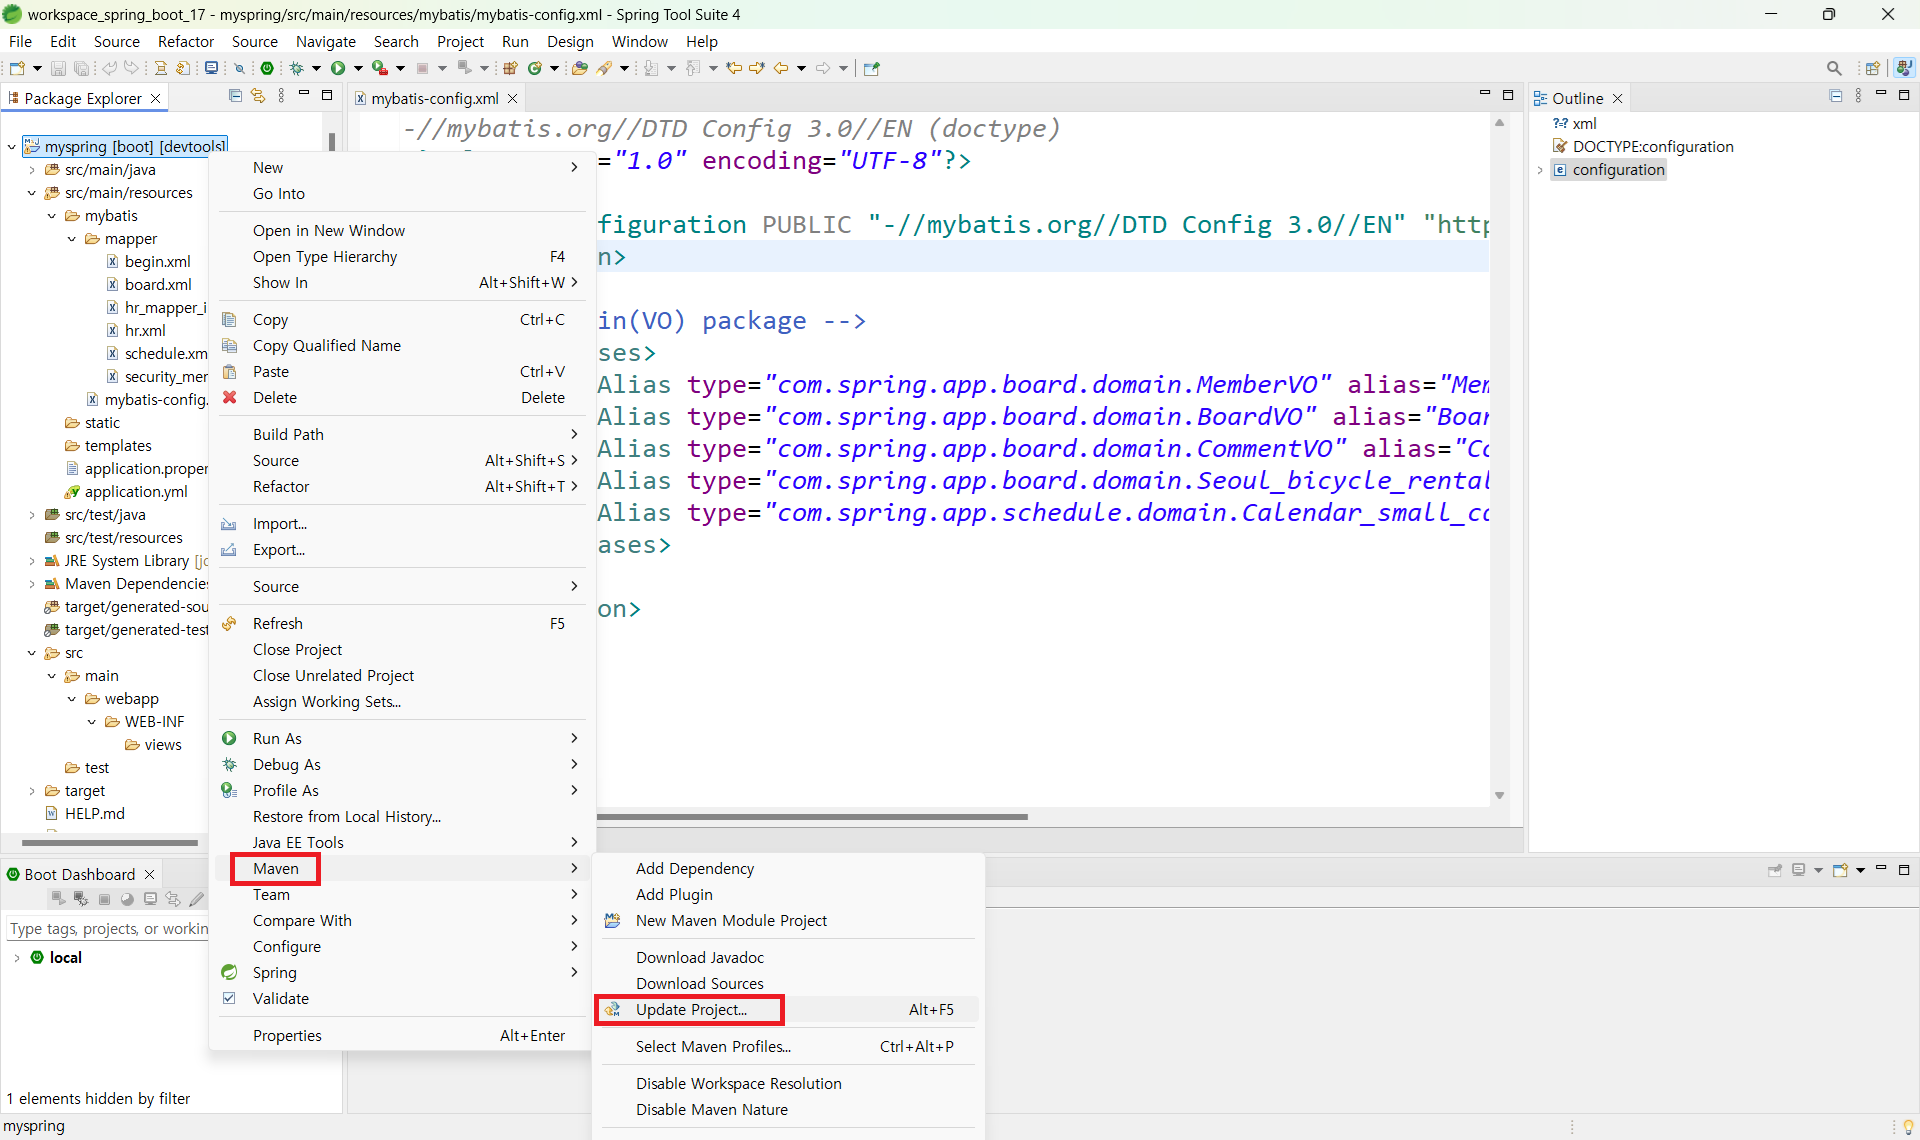 workspace_spring_boot_17 - myspring/src/main/resources/mybatis/mybatis-config.xml - Spring Tool Suite 4
File Edit Source Refactor Source Navigate Search Project Run Design Window Help
Package Explorer
myspring [boot] [devtools]
src/main/java
src/main/resources
mybatis
mapper
begin.xml
board.xml
hr_mapper_i
hr.xml
schedule.xm
security_mer
mybatis-config.
static
templates
application.proper
application.yml
src/test/java
src/test/resources
JRE System Library [jc
Maven Dependencies
target/generated-sou
target/generated-test
src
main
webapp
WEB-INF
views
test
target
HELP.md
New
Go Into
Open in New Window
Open Type Hierarchy F4
Show In Alt+Shift+W
Copy Ctrl+C
Copy Qualified Name
Paste Ctrl+V
Delete Delete
Build Path
Source Alt+Shift+S
Refactor Alt+Shift+T
Import...
Export...
Source
Refresh F5
Close Project
Close Unrelated Project
Assign Working Sets...
Run As
Debug As
Profile As
Restore from Local History...
Java EE Tools
Maven
Team
Compare With
Configure
Spring
Validate
Properties Alt+Enter
Add Dependency
Add Plugin
New Maven Module Project
Download Javadoc
Download Sources
Update Project... Alt+F5
Select Maven Profiles... Ctrl+Alt+P
Disable Workspace Resolution
Disable Maven Nature
mybatis-config.xml
-//mybatis.org//DTD Config 3.0//EN (doctype)
="1.0" encoding="UTF-8"?>
figuration PUBLIC "-//mybatis.org//DTD Config 3.0//EN" "http
n>
in(VO) package -->
ses>
Alias type="com.spring.app.board.domain.MemberVO" alias="Mem
Alias type="com.spring.app.board.domain.BoardVO" alias="Boar
Alias type="com.spring.app.board.domain.CommentVO" alias="Co
Alias type="com.spring.app.board.domain.Seoul_bicycle_rental
Alias type="com.spring.app.schedule.domain.Calendar_small_ca
ases>
on>
Outline
xml
DOCTYPE:configuration
configuration
Boot Dashboard
Type tags, projects, or workin
local
1 elements hidden by filter
myspring